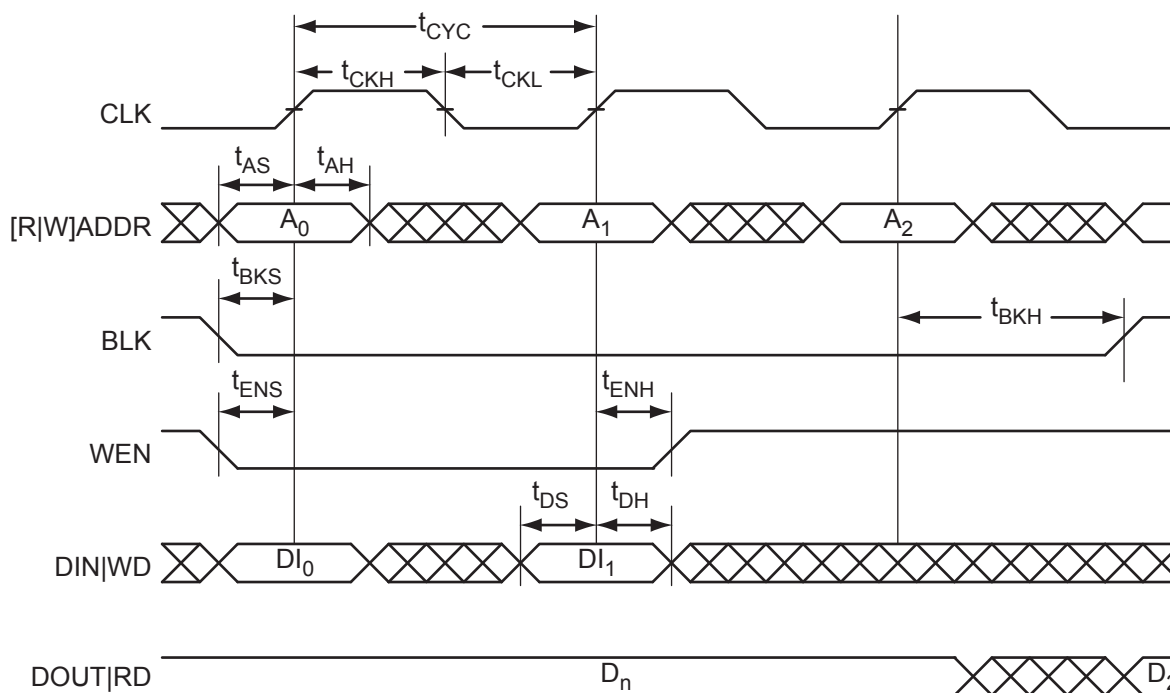 tCYC
tCKH tCKL
CLK
tAS tAH
[R|W]ADDR A0 A1 A2
tBKS
tBKH
BLK
tENS tENH
WEN
tDS tDH
DIN|WD DI0 DI1
DOUT|RD Dn